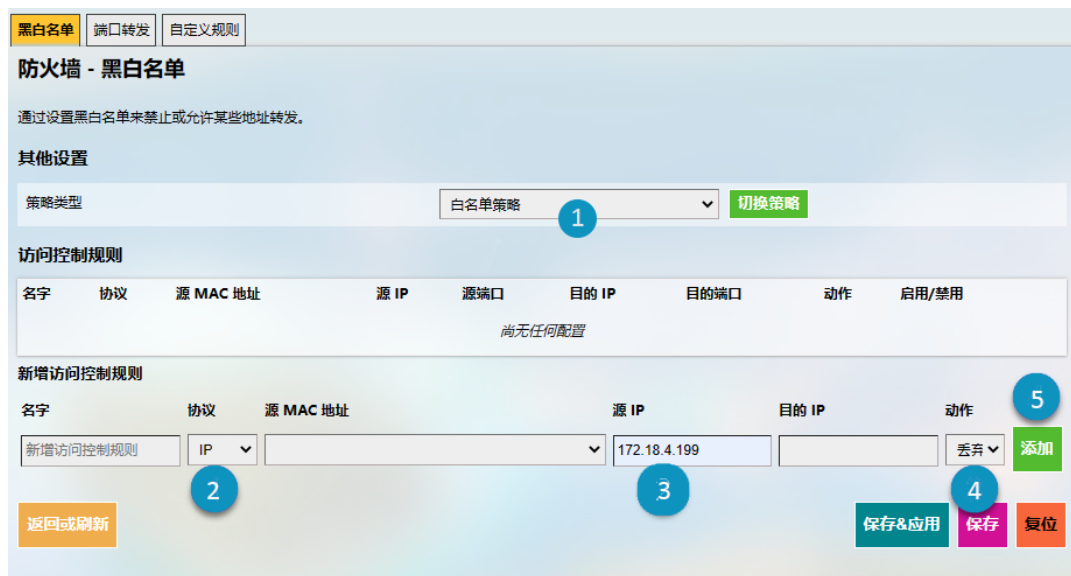 黑白名单 端口转发 自定义规则
防火墙 - 黑白名单
通过设置黑白名单来禁止或允许某些地址转发。
其他设置
策略类型 白名单策略 切换策略
1
访问控制规则
名字 协议 源 MAC 地址 源 IP 源端口 目的 IP 目的端口 动作 启用/禁用
尚无任何配置
新增访问控制规则
名字 协议 源 MAC 地址 源 IP 目的 IP 动作 5
新增访问控制规则 IP 172.18.4.199 丢弃 添加
2 3 4
返回或刷新 保存&应用 保存 复位